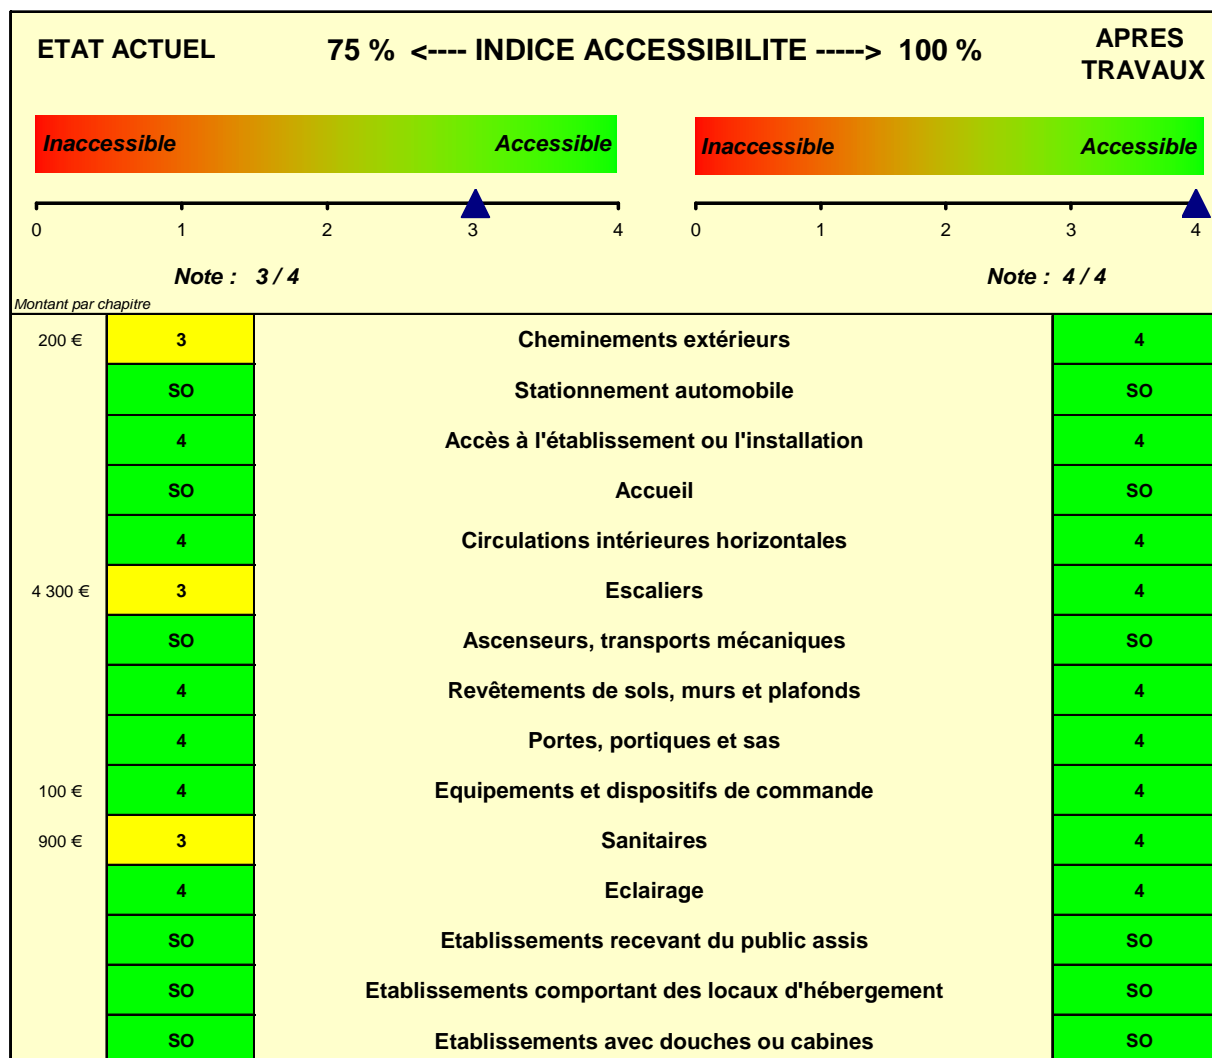 ETAT ACTUEL 75 % <---- INDICE ACCESSIBILITE -----> 100 % APRES TRAVAUX
Inaccessible Accessible Inaccessible Accessible
0 1 2 3 4 0 1 2 3 4
Note : 3 / 4 Note : 4 / 4
Montant par chapitre
200 € 3 Cheminements extérieurs 4
SO Stationnement automobile SO
4 Accès à l'établissement ou l'installation 4
SO Accueil SO
4 Circulations intérieures horizontales 4
4 300 € 3 Escaliers 4
SO Ascenseurs, transports mécaniques SO
4 Revêtements de sols, murs et plafonds 4
4 Portes, portiques et sas 4
100 € 4 Equipements et dispositifs de commande 4
900 € 3 Sanitaires 4
4 Eclairage 4
SO Etablissements recevant du public assis SO
SO Etablissements comportant des locaux d'hébergement SO
SO Etablissements avec douches ou cabines SO